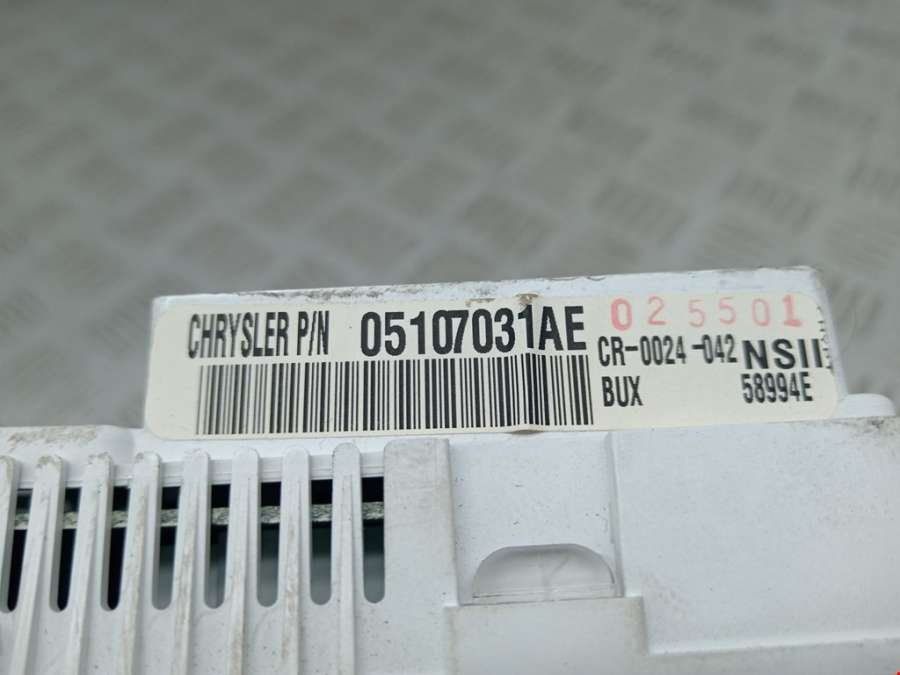 CHRYSLER P/N 05107031AE
025501
CR-0024-042 NSII
BUX 58994E